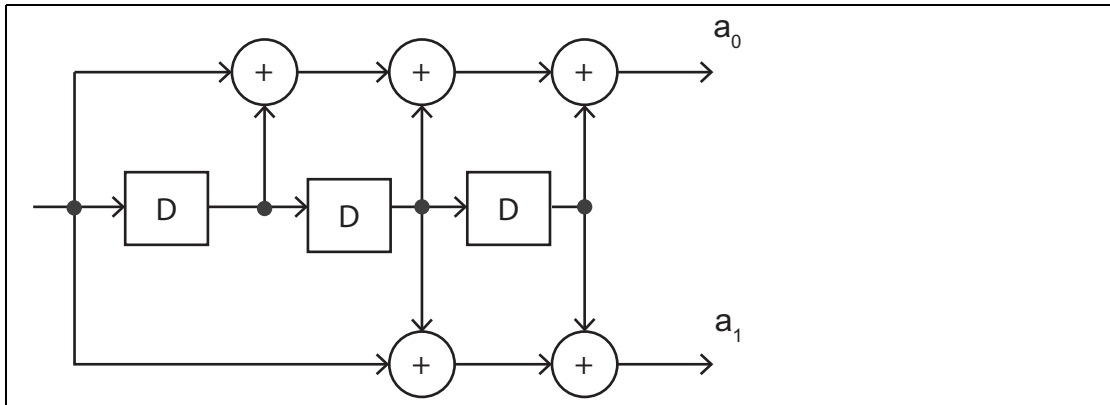 a₀
+ + +
D D D
a₁
+ +